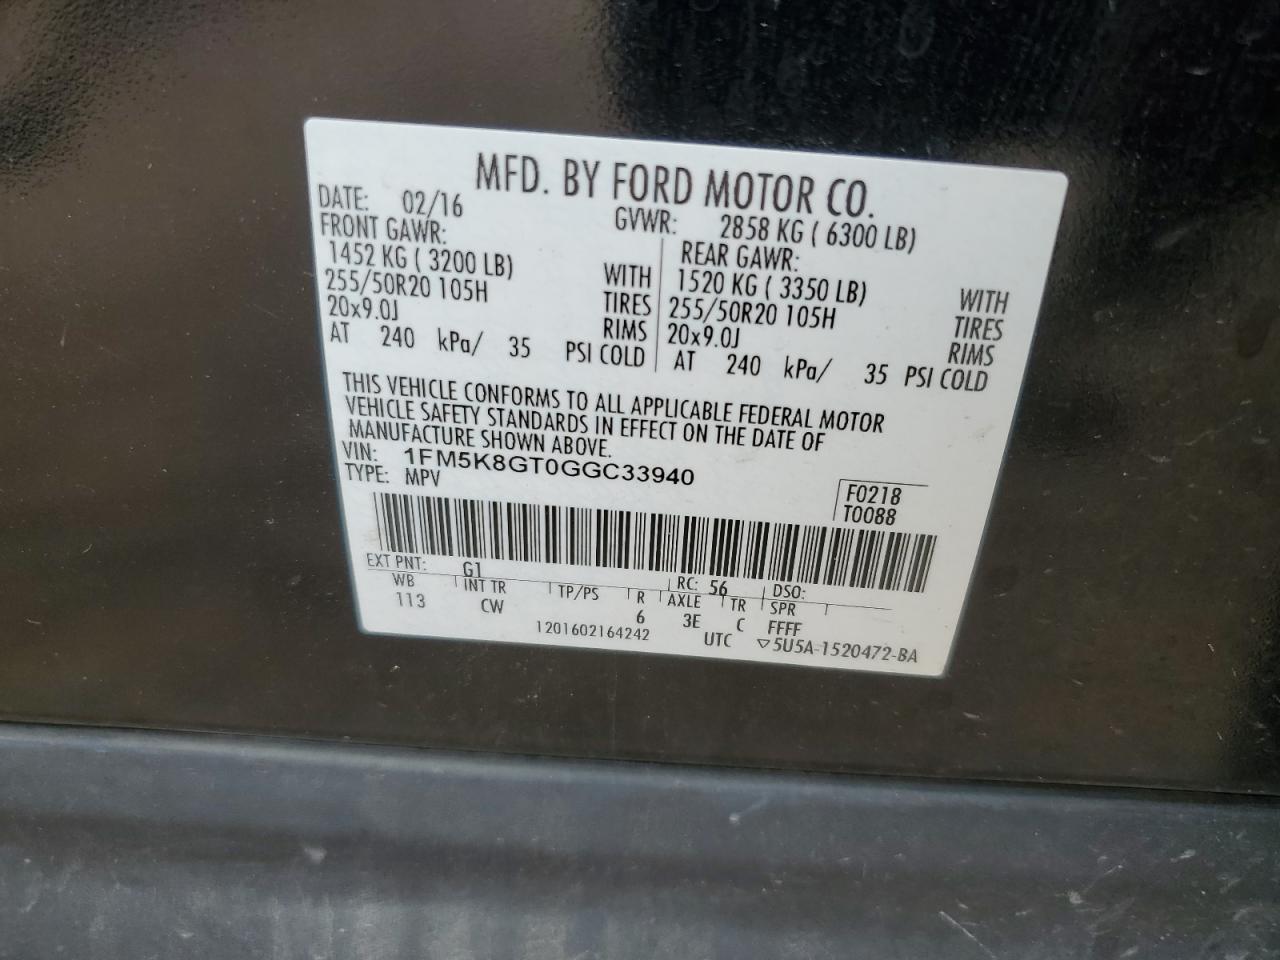 MFD. BY FORD MOTOR CO.
DATE: 02/16 GVWR: 2858 KG ( 6300 LB)
FRONT GAWR: REAR GAWR:
1452 KG ( 3200 LB) WITH 1520 KG ( 3350 LB) WITH
255/50R20 105H TIRES 255/50R20 105H TIRES
20x9.0J RIMS 20x9.0J RIMS
AT 240 kPa/ 35 PSI COLD AT 240 kPa/ 35 PSI COLD
THIS VEHICLE CONFORMS TO ALL APPLICABLE FEDERAL MOTOR
VEHICLE SAFETY STANDARDS IN EFFECT ON THE DATE OF
MANUFACTURE SHOWN ABOVE.
VIN: 1FM5K8GT0GGC33940
TYPE: MPV
F0218
T0088
EXT PNT: G1 RC: 56 DSO:
WB INT TR TP/PS R AXLE TR SPR
113 CW 6 3E C FFFF
1201602164242 UTC ▽5U5A-1520472-BA